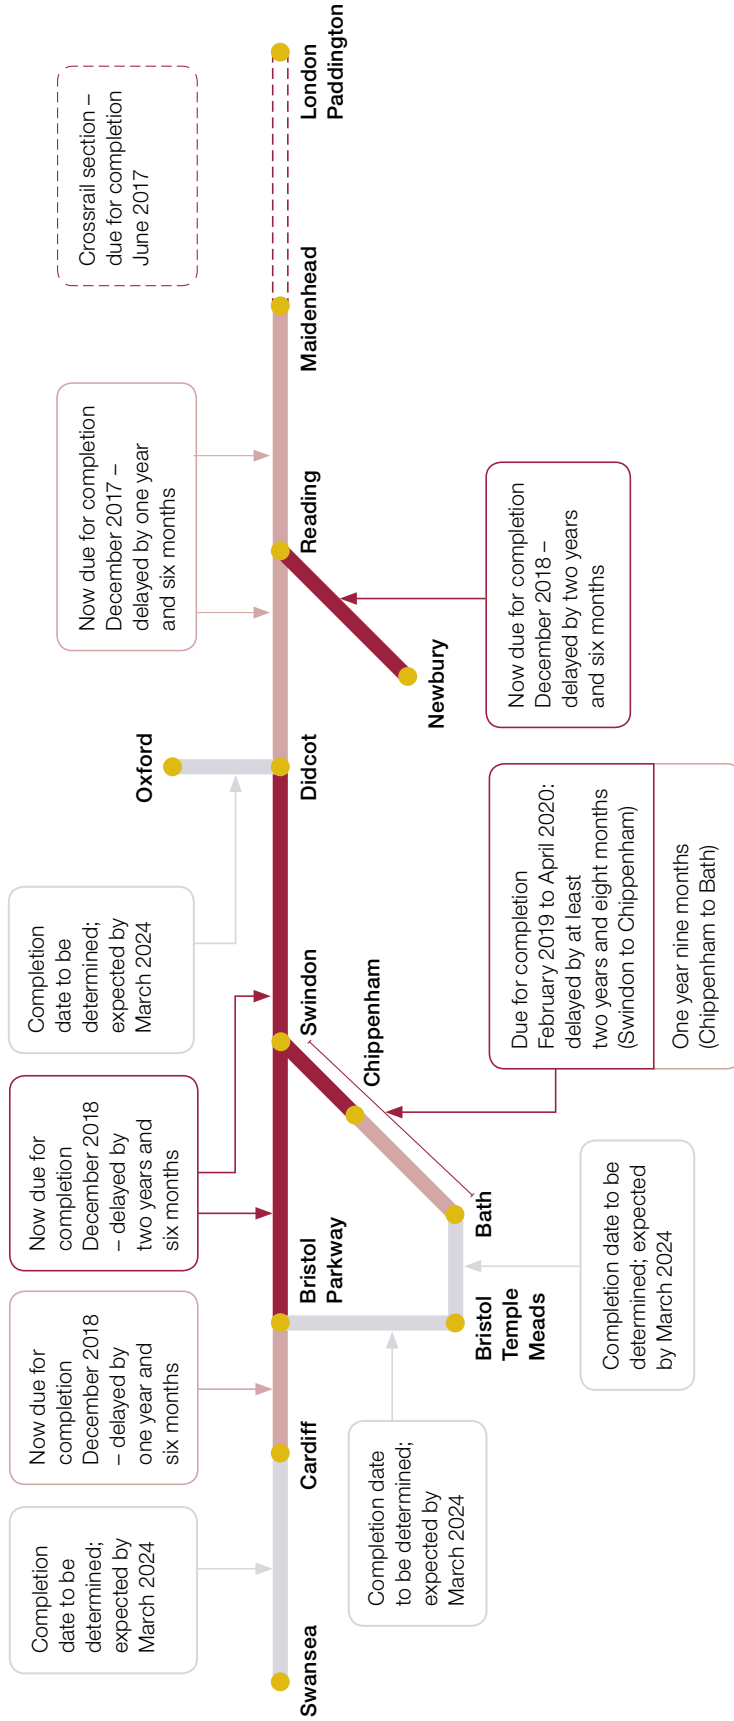 Completion
date to be
determined;
expected by
March 2024
Now due for
completion
December 2018
– delayed by
one year and
six months
Now due for
completion
December 2018
– delayed by
two years and
six months
Completion
date to be
determined;
expected by
March 2024
Now due for completion
December 2017 –
delayed by one year
and six months
Crossrail section –
due for completion
June 2017
Oxford
Swansea
Cardiff
Bristol
Parkway
Swindon
Didcot
Reading
Maidenhead
London
Paddington
Chippenham
Newbury
Bristol
Temple
Meads
Bath
Completion date
to be determined;
expected by
March 2024
Completion date to be
determined; expected
by March 2024
Due for completion
February 2019 to April 2020:
delayed by at least
two years and eight months
(Swindon to Chippenham)
One year nine months
(Chippenham to Bath)
Now due for completion
December 2018 –
delayed by two years
and six months